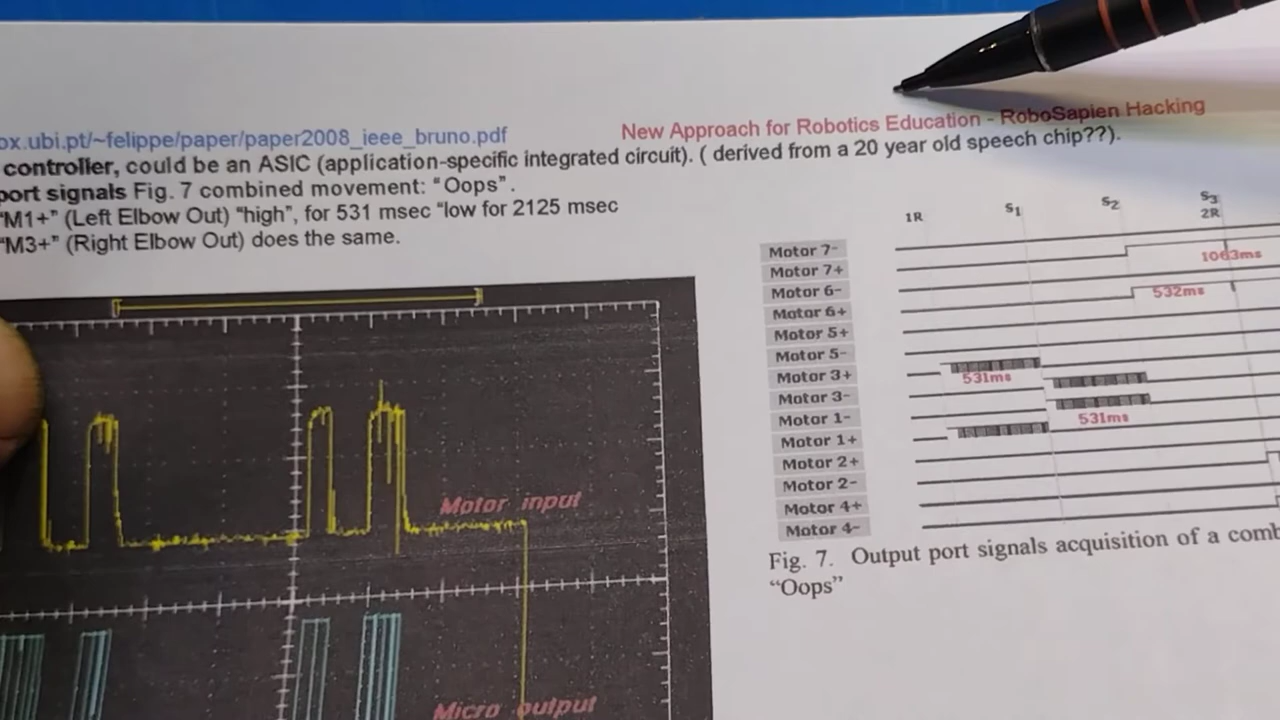 ox.ubi.pt/~felippe/paper/paper2008_ieee_bruno.pdf New Approach for Robotics Education - RoboSapien Hacking
controller, could be an ASIC (application-specific integrated circuit). ( derived from a 20 year old speech chip??).
port signals Fig. 7 combined movement: “Oops”.
“M1+” (Left Elbow Out) “high”, for 531 msec “low for 2125 msec
“M3+” (Right Elbow Out) does the same.
Motor input
Micro output
1R S1 S2 S3
2R
Motor 7-
Motor 7+ 1063ms
Motor 6- 532ms
Motor 6+
Motor 5+
Motor 5-
Motor 3+ 531ms
Motor 3-
Motor 1- 531ms
Motor 1+
Motor 2+
Motor 2-
Motor 4+
Motor 4-
Fig. 7. Output port signals acquisition of a comb
“Oops”